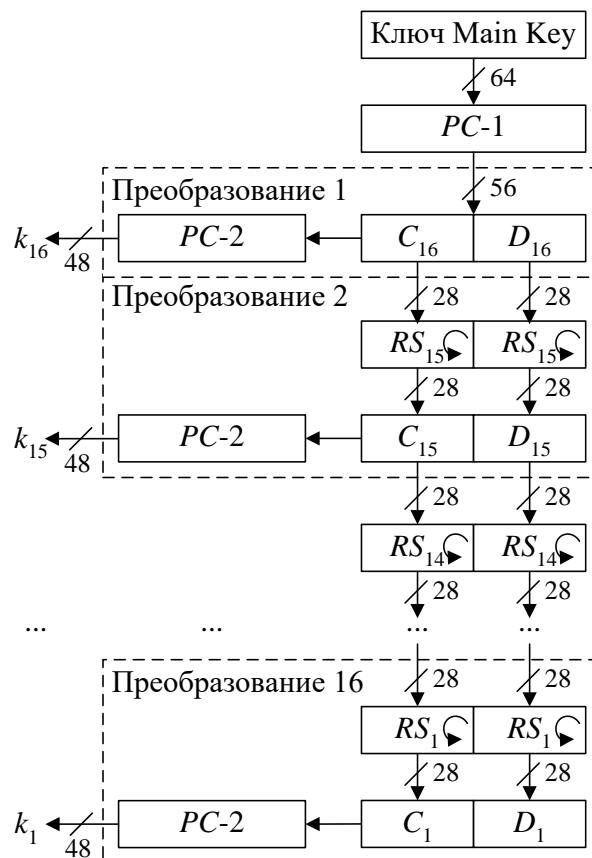 Ключ Main Key
64
PC-1
Преобразование 1
56
k16
48
PC-2
C16
D16
Преобразование 2
28
28
RS15
RS15
28
28
k15
48
PC-2
C15
D15
28
28
RS14
RS14
28
28
...
...
...
...
Преобразование 16
28
28
RS1
RS1
28
28
k1
48
PC-2
C1
D1